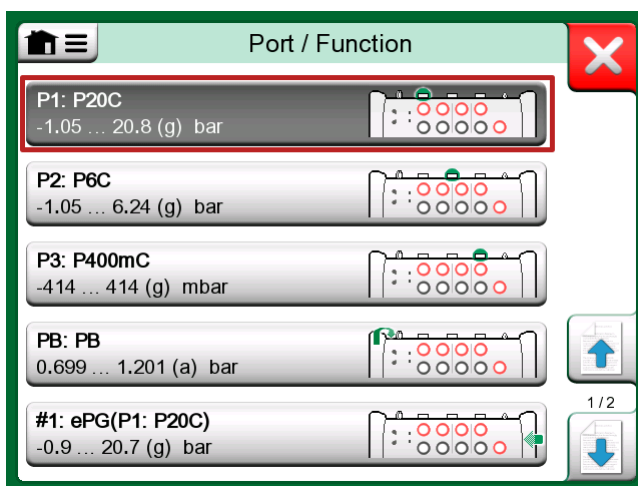 Port / Function
P1: P20C
-1.05 ... 20.8 (g) bar
P2: P6C
-1.05 ... 6.24 (g) bar
P3: P400mC
-414 ... 414 (g) mbar
PB: PB
0.699 ... 1.201 (a) bar
1 / 2
#1: ePG(P1: P20C)
-0.9 ... 20.7 (g) bar